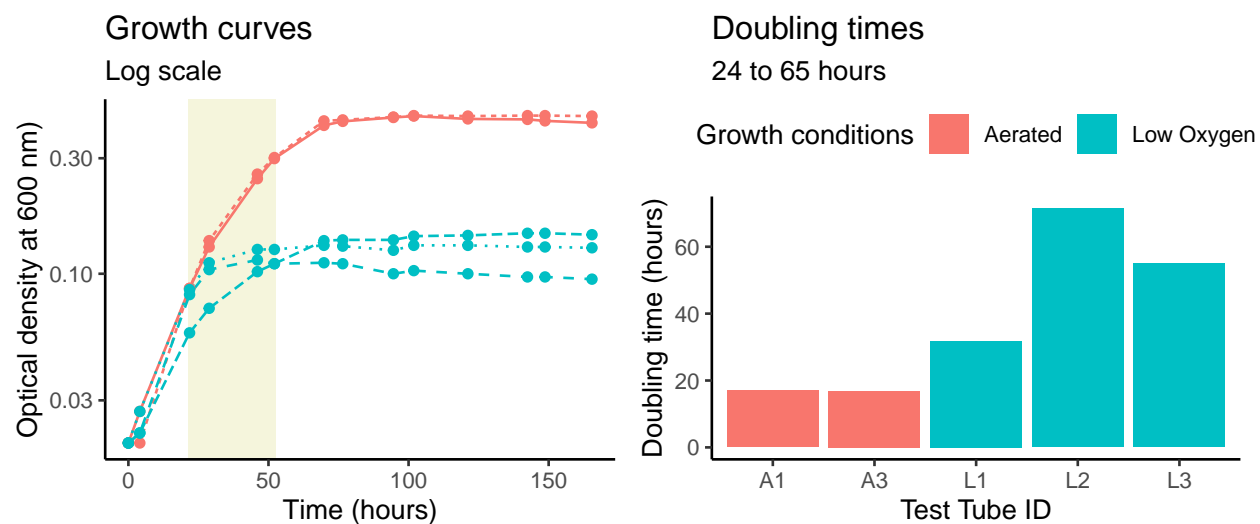 Growth curves
Log scale
Optical density at 600 nm)
0.30
0.10
0.03
0
50
100
150
Time (hours)
Doubling times
24 to 65 hours
Growth conditions
Aerated
Low Oxygen
Doubling time (hours)
60
40
20
0
A1
A3
L1
L2
L3
Test Tube ID